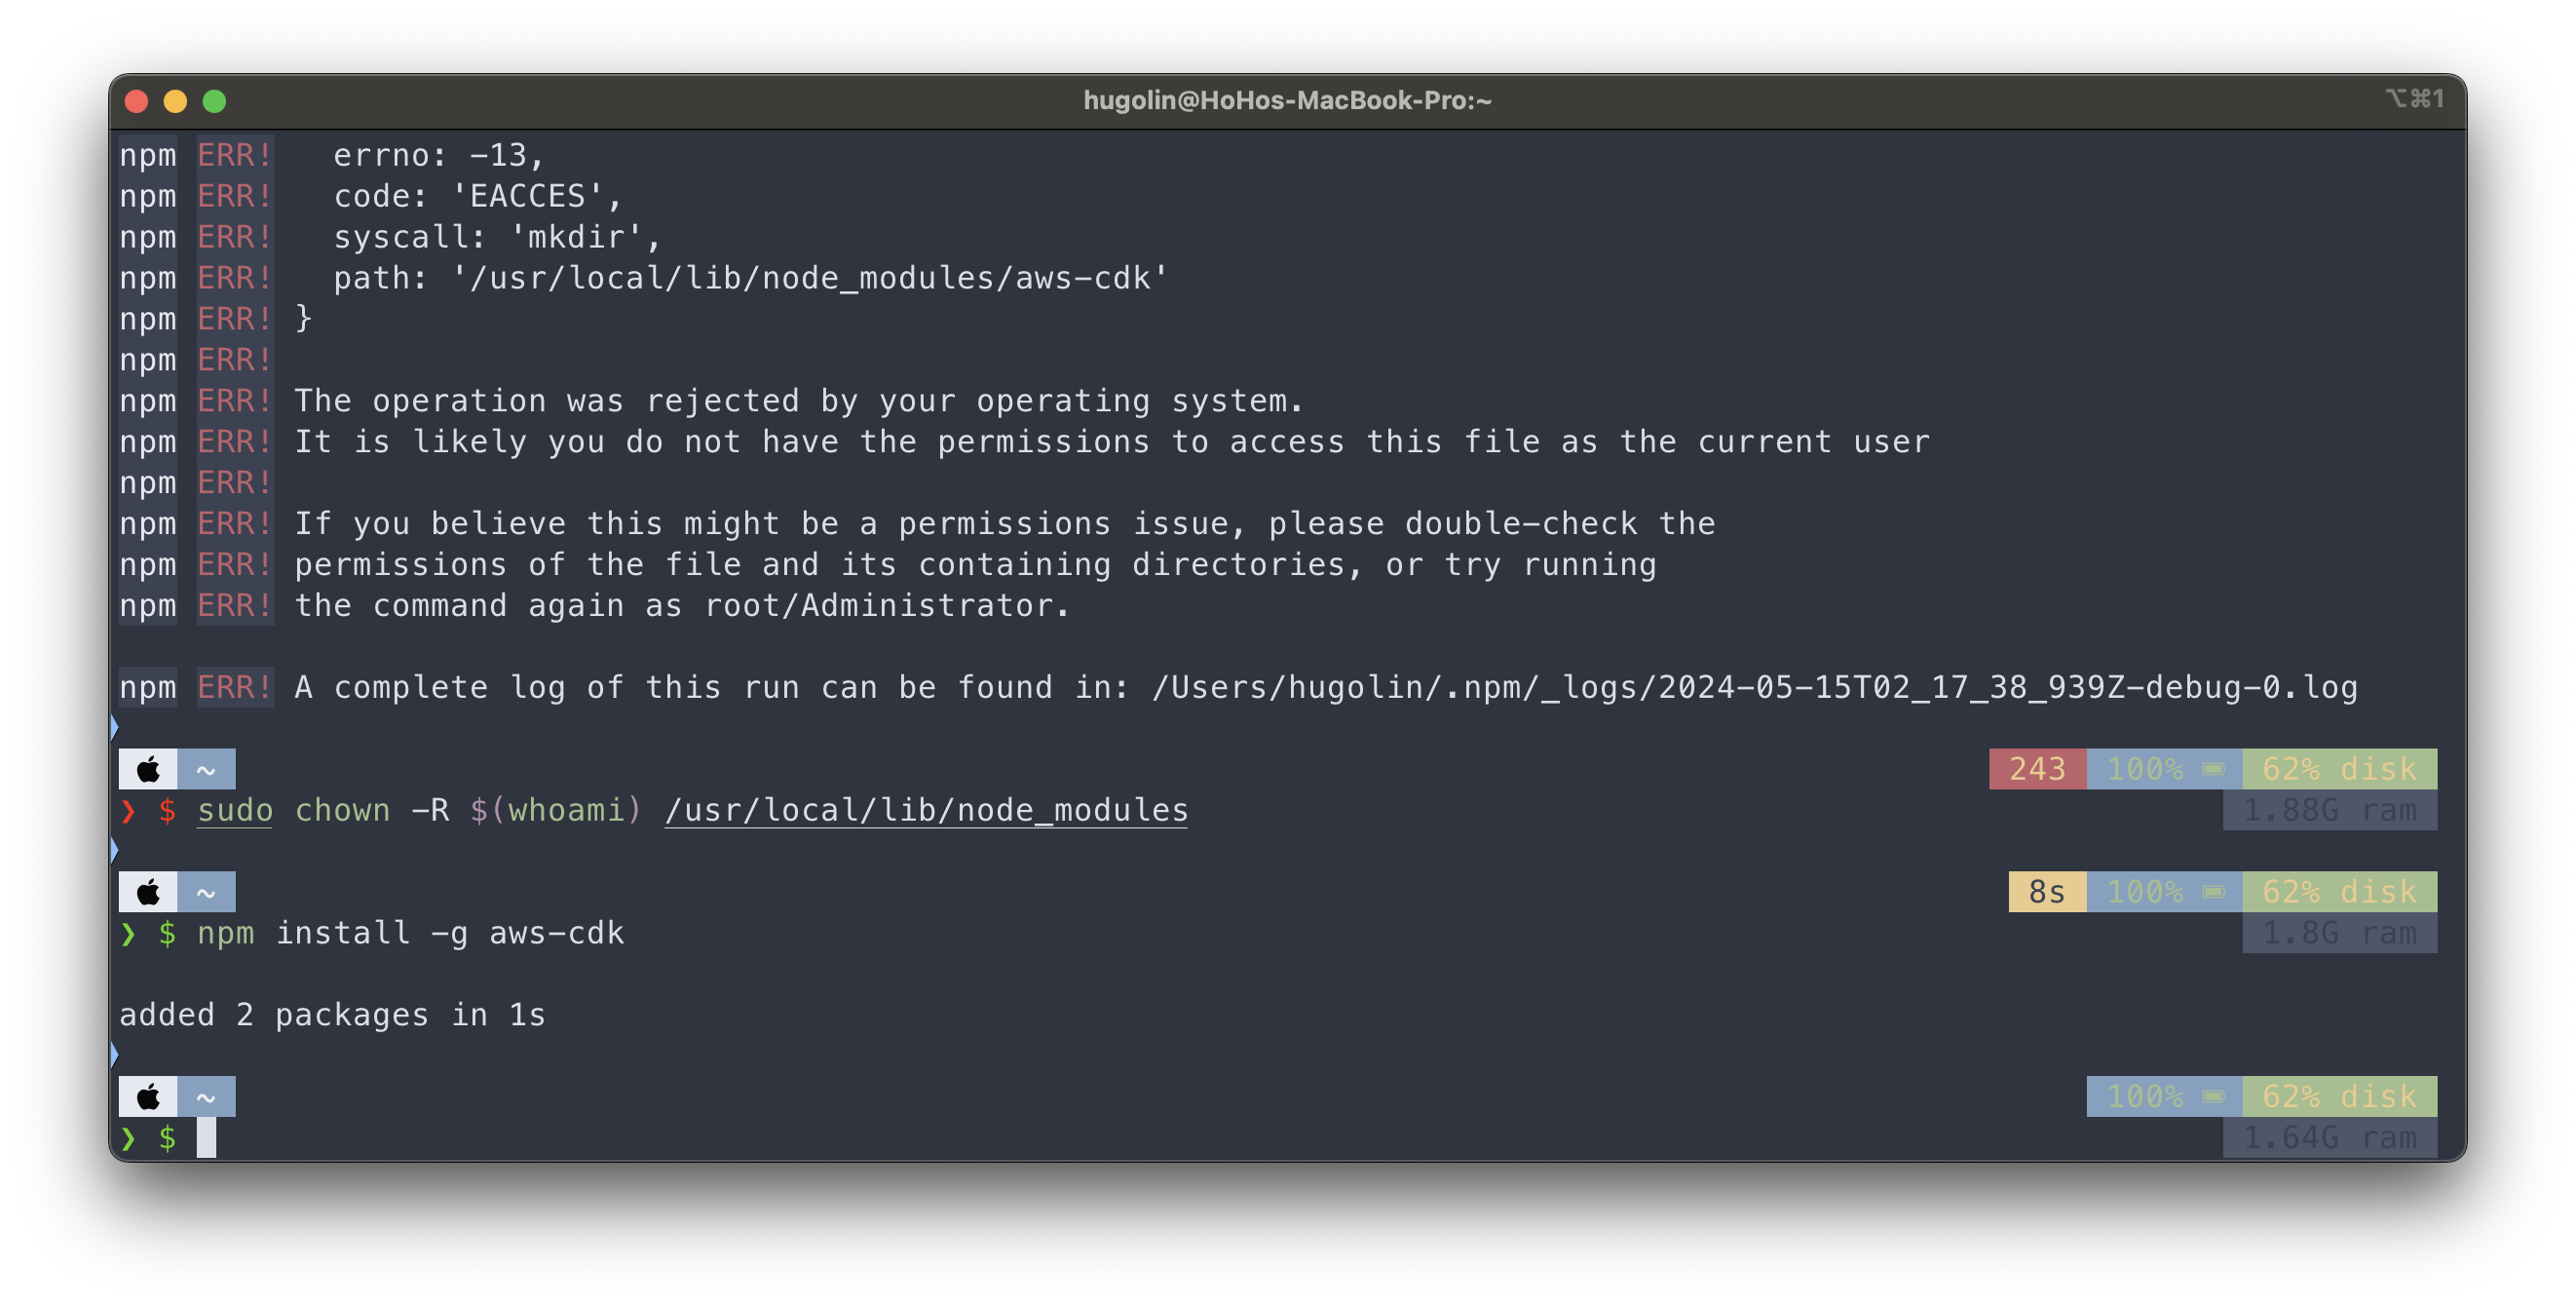 hugolin@HoHos-MacBook-Pro:~ ⌥⌘1
npm ERR!   errno: -13,
npm ERR!   code: 'EACCES',
npm ERR!   syscall: 'mkdir',
npm ERR!   path: '/usr/local/lib/node_modules/aws-cdk'
npm ERR! }
npm ERR!
npm ERR! The operation was rejected by your operating system.
npm ERR! It is likely you do not have the permissions to access this file as the current user
npm ERR!
npm ERR! If you believe this might be a permissions issue, please double-check the
npm ERR! permissions of the file and its containing directories, or try running
npm ERR! the command again as root/Administrator.
npm ERR! A complete log of this run can be found in: /Users/hugolin/.npm/_logs/2024-05-15T02_17_38_939Z-debug-0.log
~ 243 100% 62% disk
❯ $ sudo chown -R $(whoami) /usr/local/lib/node_modules 1.88G ram
~ 8s 100% 62% disk
❯ $ npm install -g aws-cdk 1.8G ram
added 2 packages in 1s
~ 100% 62% disk
❯ $ 1.64G ram